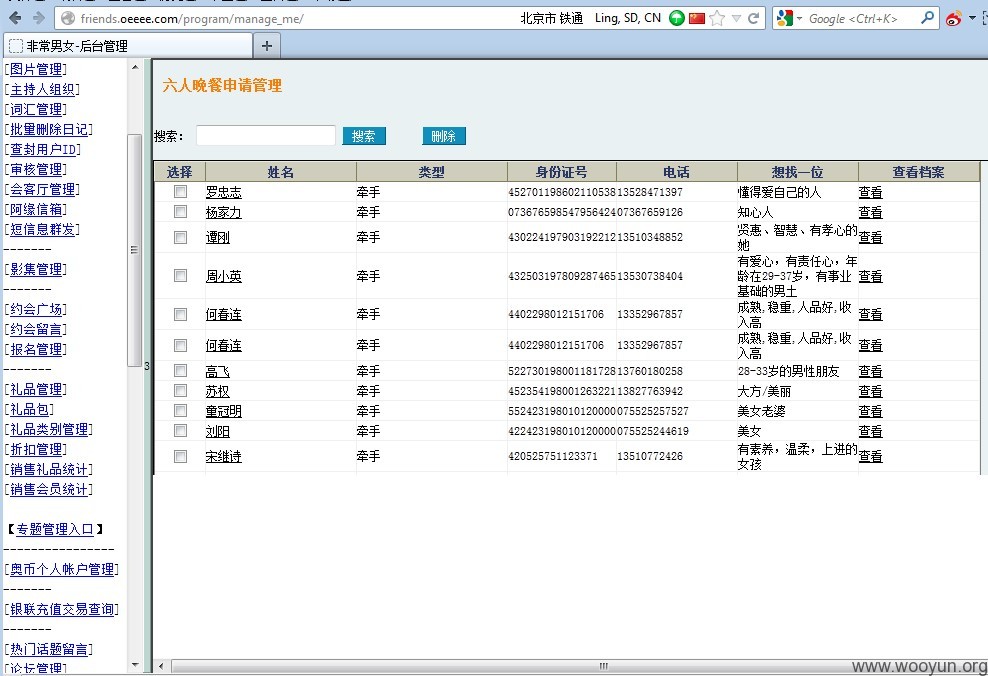 friends.oeeee.com/program/manage_me/
北京市 铁通 Ling, SD, CN
Google <Ctrl+K>
非常男女-后台管理
[图片管理]
[主持人组织]
[词汇管理]
[批量删除日记]
[查封用户ID]
[审核管理]
[会客厅管理]
[阿缘信箱]
[短信息群发]
-------
[影集管理]
-------
[约会广场]
[约会留言]
[报名管理]
-------
[礼品管理]
[礼品包]
[礼品类别管理]
[折扣管理]
[销售礼品统计]
[销售会员统计]
【专题管理入口】
----------------
[奥币个人帐户管理]
-------
[银联充值交易查询]
-------
[热门话题留言]
[论坛管理]
3
六人晚餐申请管理
搜索： 搜索 删除
选择 姓名 类型 身份证号 电话 想找一位 查看档案
罗忠志 牵手 452701198602110538 13528471397 懂得爱自己的人 查看
杨家力 牵手 073676598547956424 07367659126 知心人 查看
谭刚 牵手 430224197903192212 13510348852 贤惠、智慧、有孝心的
她 查看
周小英 牵手 432503197809287465 13530738404 有爱心，有责任心，年
龄在29-37岁，有事业
基础的男士 查看
何春连 牵手 4402298012151706 13352967857 成熟,稳重,人品好,收
入高 查看
何春连 牵手 4402298012151706 13352967857 成熟,稳重,人品好,收
入高 查看
高飞 牵手 522730198001181728 13760180258 28-33岁的男性朋友 查看
苏权 牵手 452354198001263221 13827763942 大方/美丽 查看
童冠明 牵手 552423198010120000 075525257527 美女老婆 查看
刘阳 牵手 422423198010120000 075525244619 美女 查看
宋继诗 牵手 420525751123371 13510772426 有素养，温柔，上进的
女孩 查看
www.wooyun.org